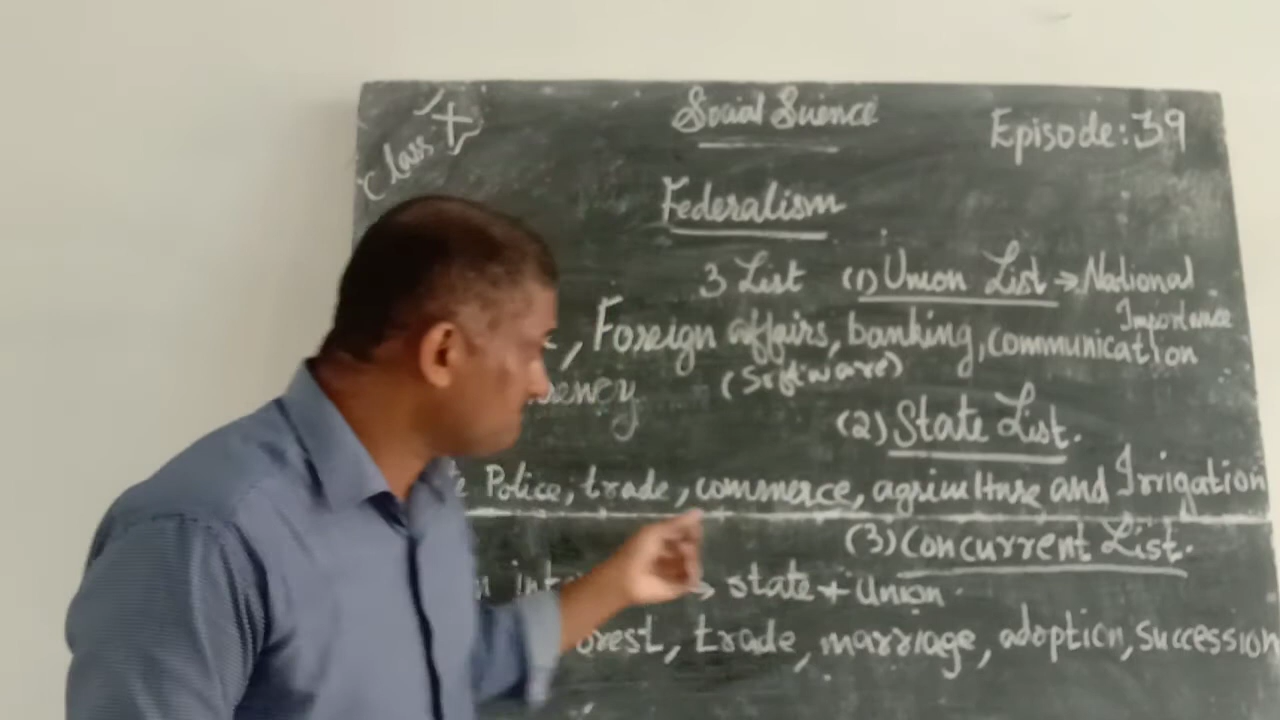 Class X
Social Science
Episode: 39
Federalism
3 List (1) Union List → National
Importance
, Foreign affairs, banking, communication
(Software)
(2) State List.
Police, trade, commerce, agriculture and Irrigation
(3) Concurrent List.
→ state + Union
trade, marriage, adoption, succession